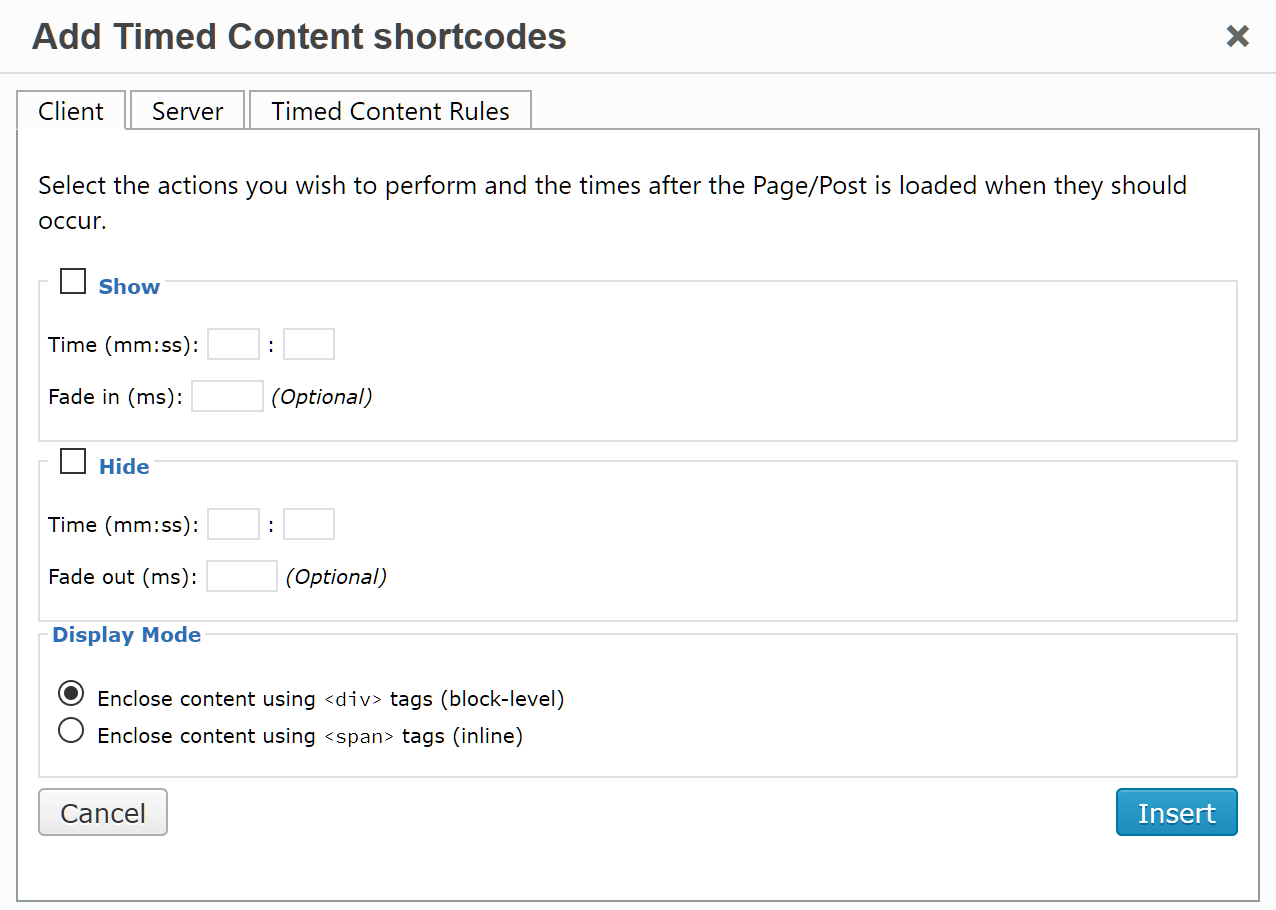 Add Timed Content shortcodes
Client Server Timed Content Rules
Select the actions you wish to perform and the times after the Page/Post is loaded when they should
occur.
Show
Time (mm:ss): :
Fade in (ms): (Optional)
Hide
Time (mm:ss): :
Fade out (ms): (Optional)
Display Mode
Enclose content using <div> tags (block-level)
Enclose content using <span> tags (inline)
Cancel Insert